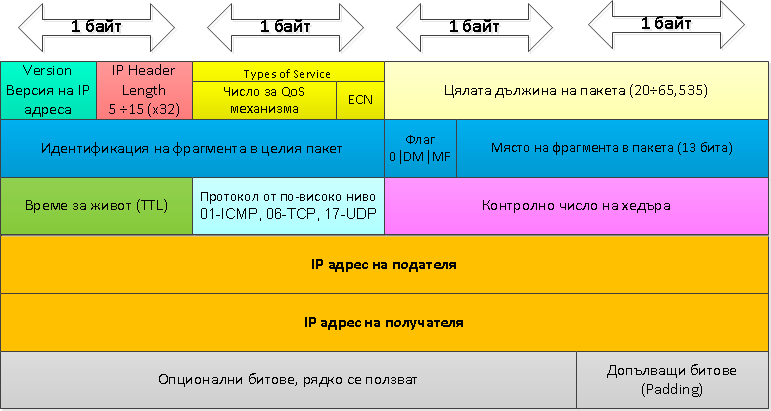 1 байт
1 байт
1 байт
1 байт
Version
Версия на IP
адреса
IP Header
Length
5 ÷15 (x32)
Types of Service
Число за QoS
механизма
ECN
Цялата дължина на пакета (20÷65,535)
Идентификация на фрагмента в целия пакет
Флаг
0|DM|MF
Място на фрагмента в пакета (13 бита)
Време за живот (TTL)
Протокол от по-високо ниво
01-ICMP, 06-TCP, 17-UDP
Контролно число на хедъра
IP адрес на подателя
IP адрес на получателя
Опционални битове, рядко се ползват
Допълващи битове
(Padding)